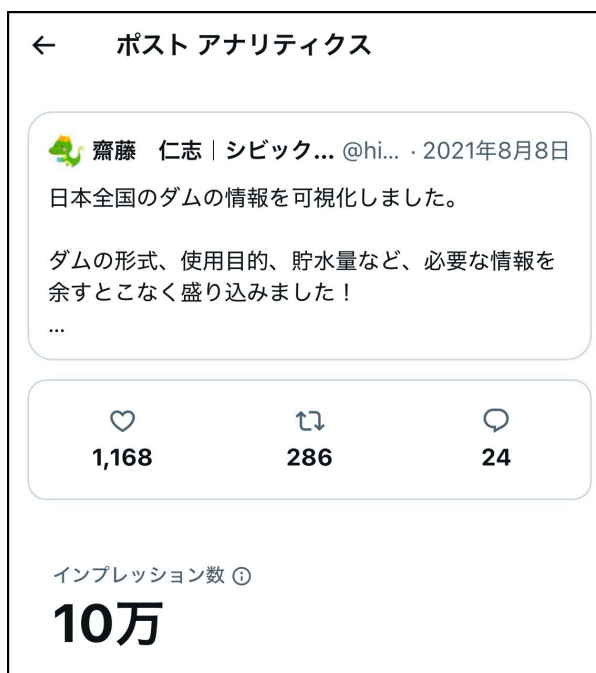 ポスト アナリティクス
齋藤　仁志｜シビック... @hi... · 2021年8月8日
日本全国のダムの情報を可視化しました。
ダムの形式、使用目的、貯水量など、必要な情報を
余すとこなく盛り込みました！
...
1,168 286 24
インプレッション数
10万